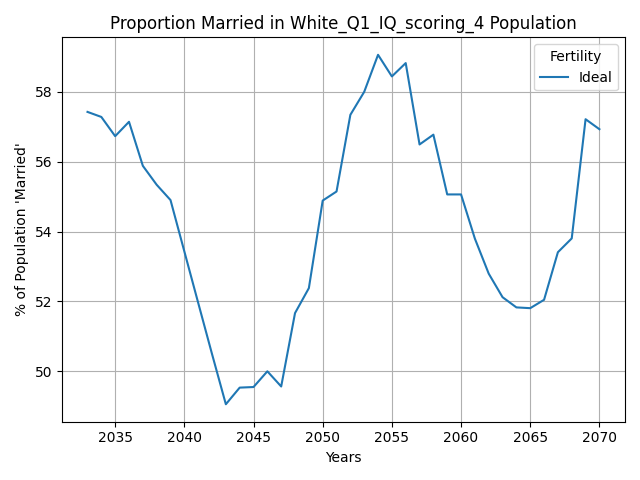 Proportion Married in White_Q1_IQ_scoring_4 Population
Fertility
Ideal
% of Population 'Married'
58
56
54
52
50
2035 2040 2045 2050 2055 2060 2065 2070
Years